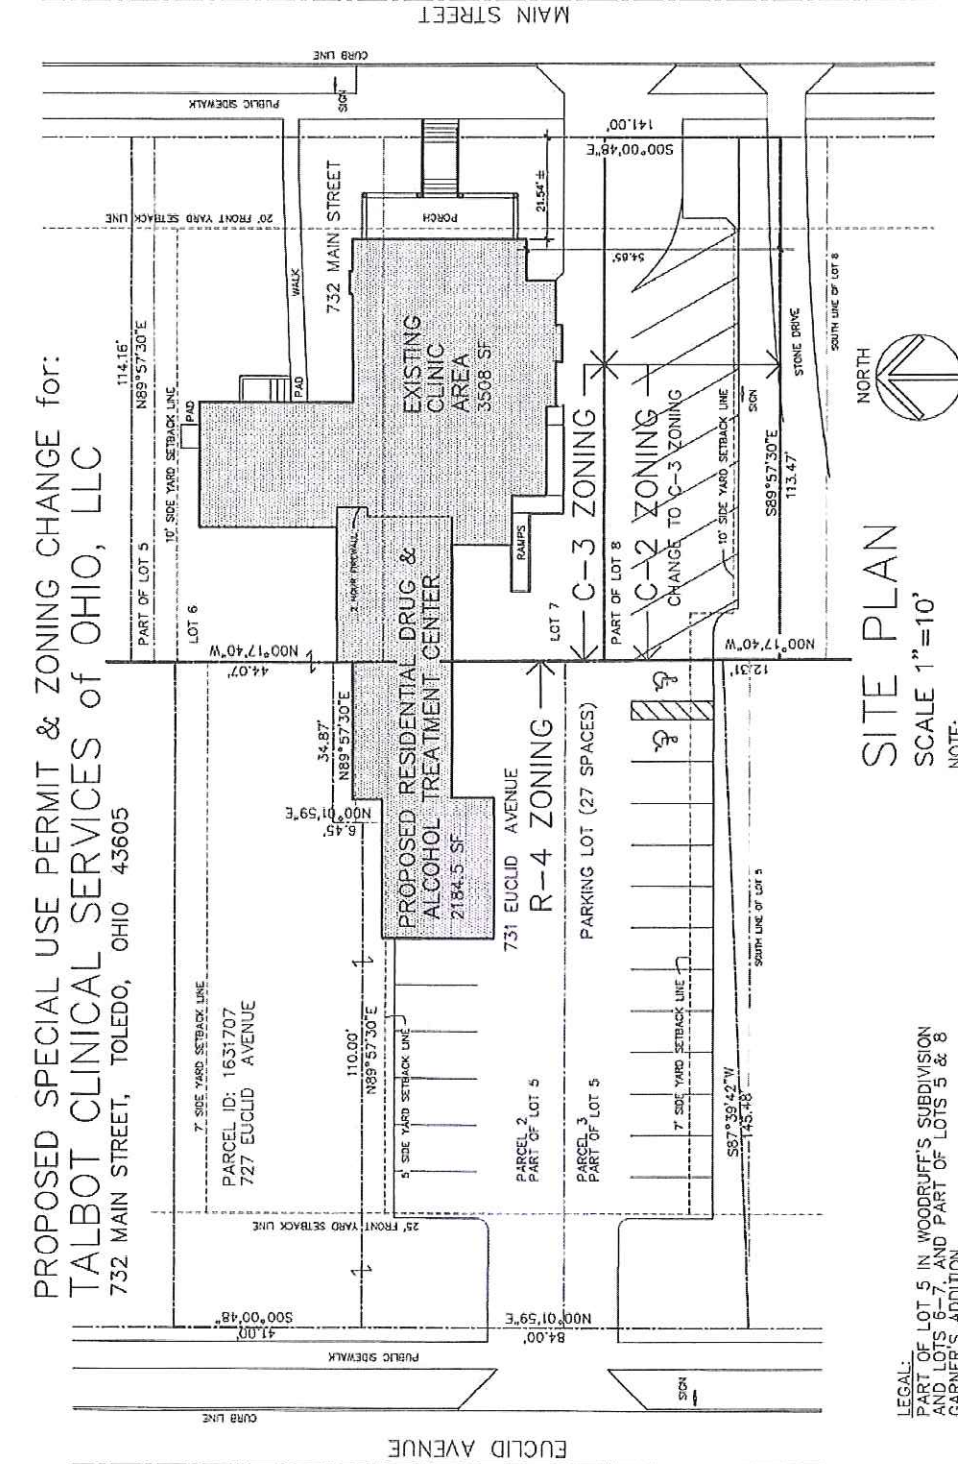 PROPOSED SPECIAL USE PERMIT & ZONING CHANGE for:
TALBOT CLINICAL SERVICES of OHIO, LLC
732 MAIN STREET, TOLEDO, OHIO 43605
MAIN STREET
CURB LINE
PUBLIC SIDEWALK
SIGN
114.16'
N89°57'30"E
PART OF LOT 5
10' SIDE YARD SETBACK LINE
20' FRONT YARD SETBACK LINE
LOT 6
PAD
PAD
WALK
732 MAIN STREET
PORCH
21.54' ±
141.00'
S00°00'48"E
54.85'
EXISTING
CLINIC
AREA
3508 SF
2 HOUR FIREWALL
RAMPS
LOT 7
C-3 ZONING
PART OF LOT 8
C-2 ZONING
CHANGE TO C-3 ZONING
10' SIDE YARD SETBACK LINE
SIGN
S89°57'30"E
113.47'
STONE DRIVE
SOUTH LINE OF LOT 8
N00°17'40"W
44.07'
N00°17'40"W
12.31'
34.87'
N89°57'30"E
N00°01'59"E
6.45'
PROPOSED RESIDENTIAL DRUG &
ALCOHOL TREATMENT CENTER
2184.5 SF
731 EUCLID AVENUE
R-4 ZONING
PARKING LOT (27 SPACES)
7' SIDE YARD SETBACK LINE
PARCEL ID: 1631707
727 EUCLID AVENUE
110.00'
N89°57'30"E
5' SIDE YARD SETBACK LINE
PARCEL 2
PART OF LOT 5
PARCEL 3
PART OF LOT 5
7' SIDE YARD SETBACK LINE
S87°39'42"W
145.48'
SOUTH LINE OF LOT 5
25' FRONT YARD SETBACK LINE
S00°00'48"
41.00'
N00°01'59"E
84.00'
PUBLIC SIDEWALK
CURB LINE
SIGN
EUCLID AVENUE
NORTH
SITE PLAN
SCALE 1"=10'
NOTE:
LEGAL:
PART OF LOT 5 IN WOODRUFF'S SUBDIVISION
AND LOTS 6-7, AND PART OF LOTS 5 & 8
GARNER'S ADDITION